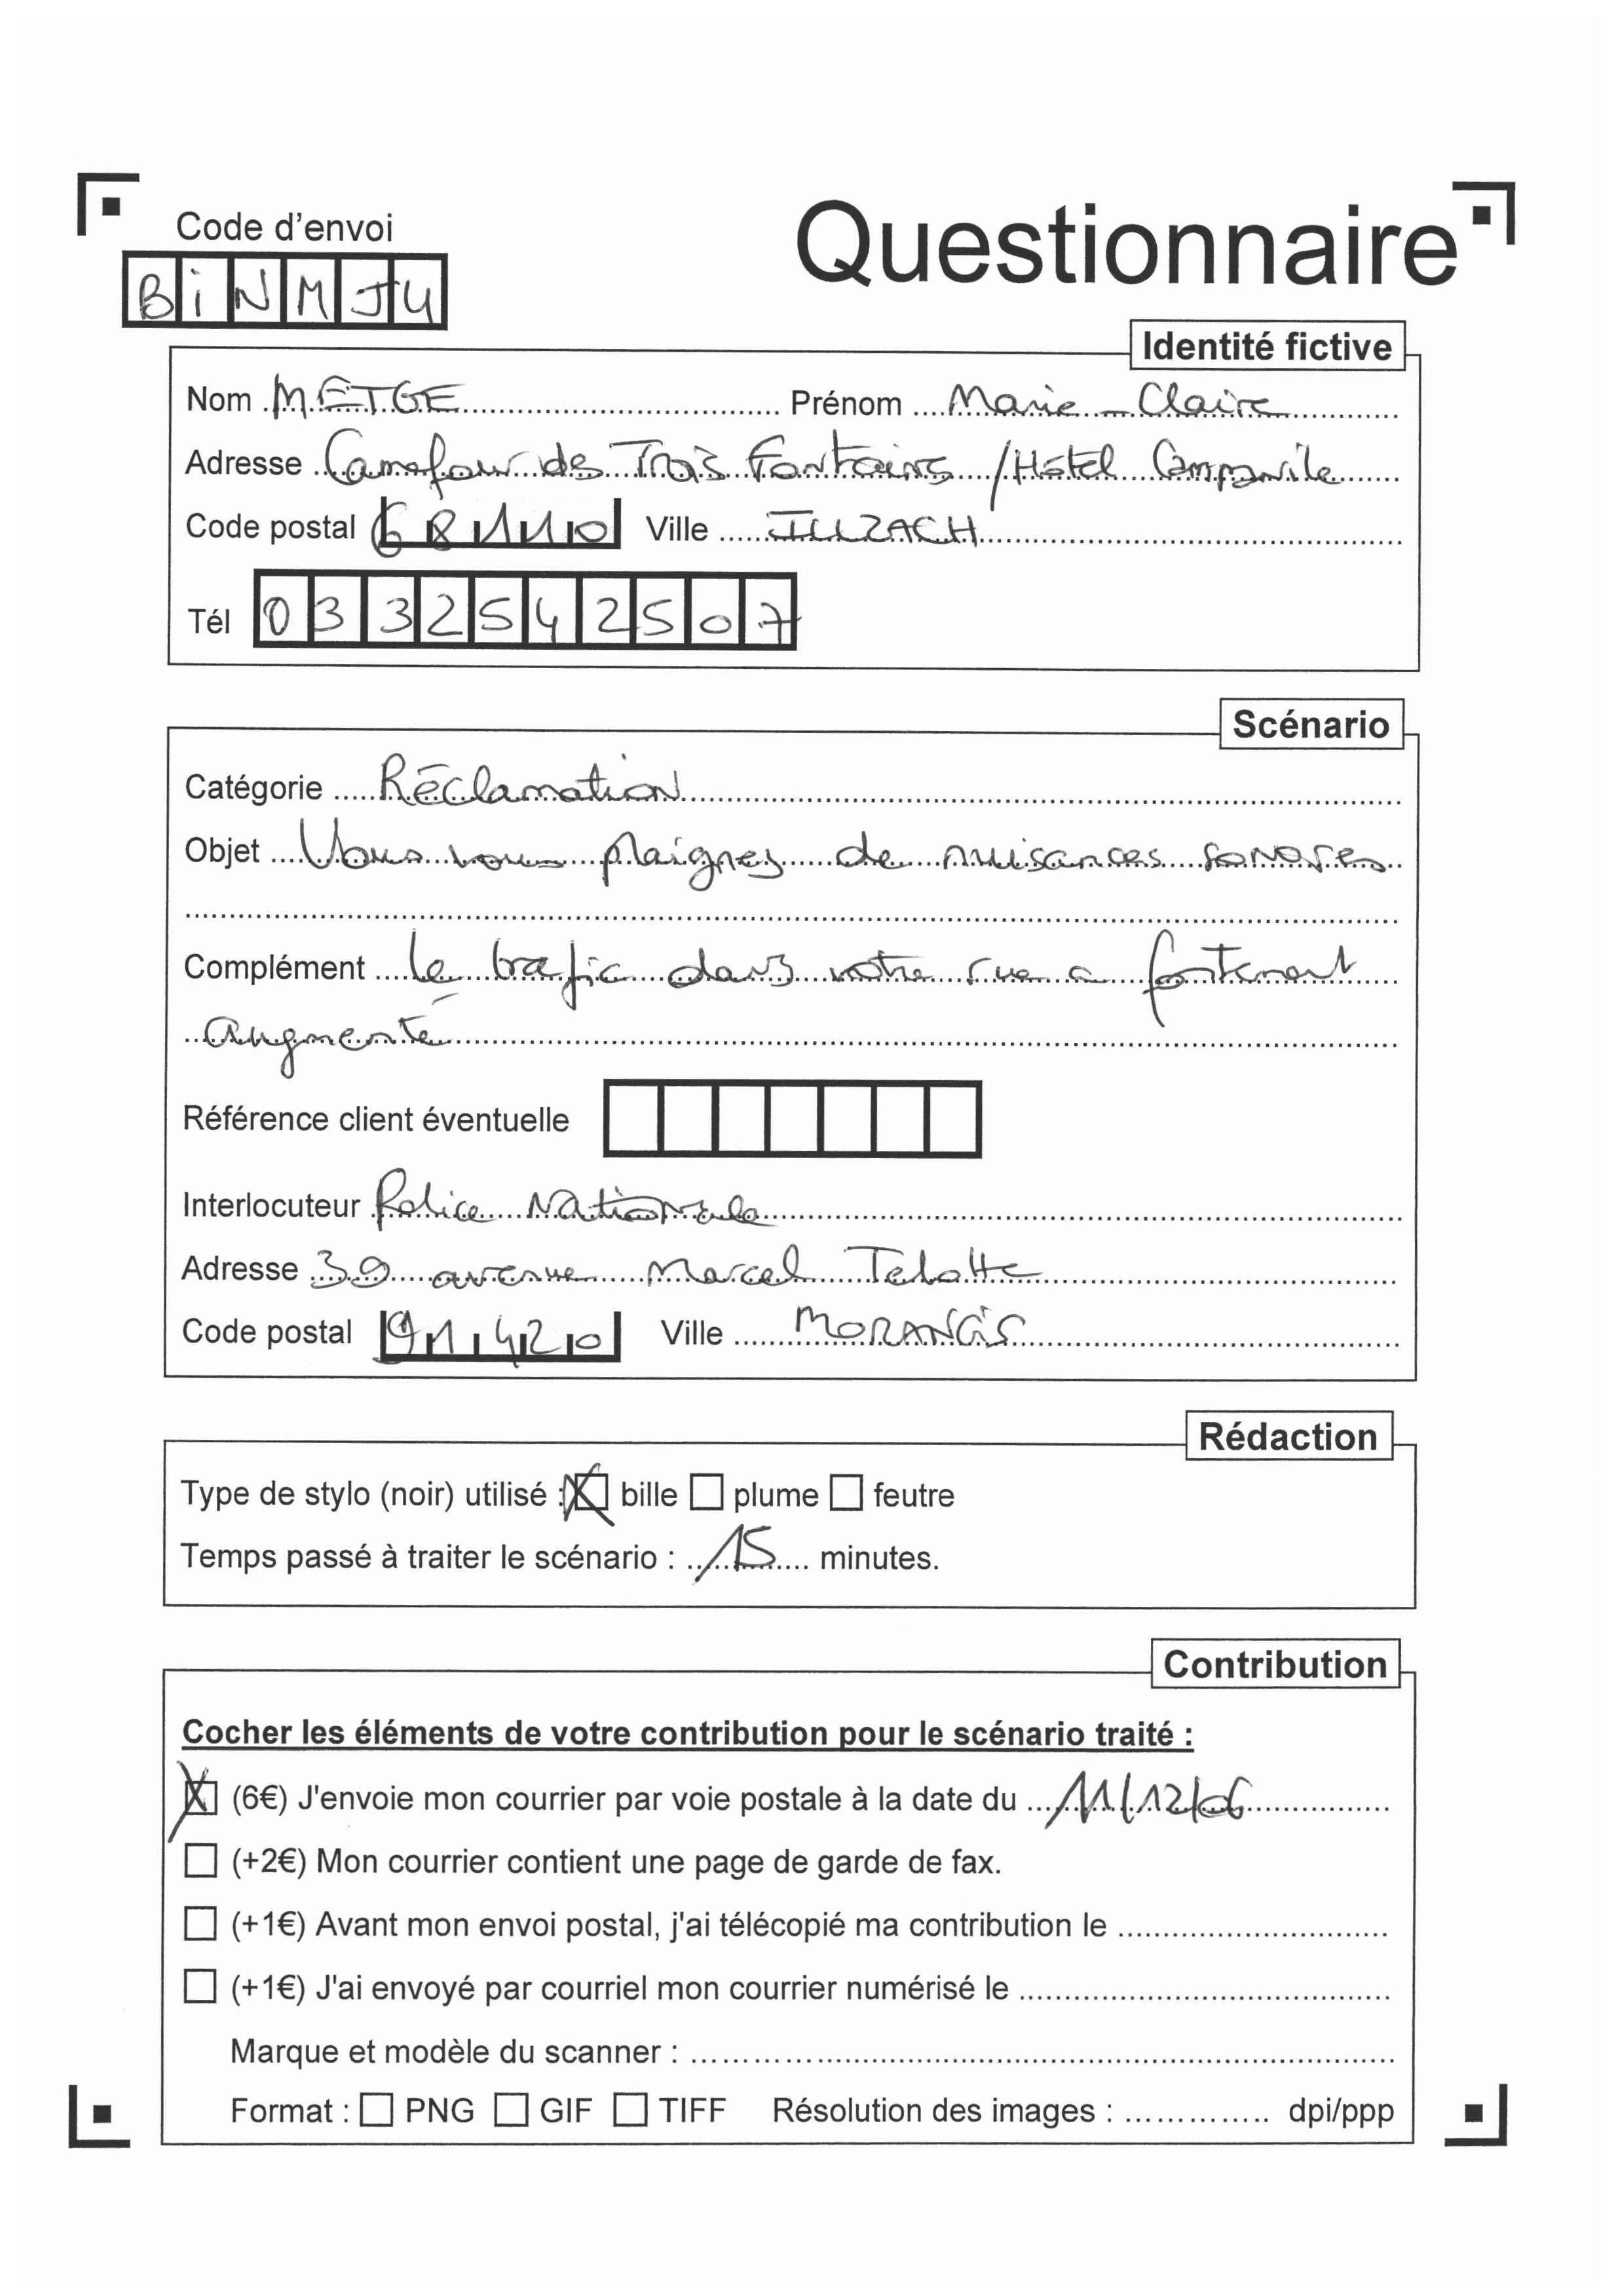 Code d'envoi
Questionnaire
BiNMJ4
Identité fictive
Nom METGE Prénom Marie-Claire
Adresse Carrefour des Trois Fontaines / Hôtel Campanile
Code postal 68110 Ville ILLZACH
Tél 0332542507
Scénario
Catégorie Réclamation
Objet Vous vous plaignez de nuisances sonores
Complément Le trafic dans votre rue a fortement
augmenté
Référence client éventuelle
Interlocuteur Police Nationale
Adresse 39 avenue Marcel
Code postal 91420 Ville MORANGIS
Rédaction
Type de stylo (noir) utilisé : bille plume feutre
Temps passé à traiter le scénario : 15 minutes.
Contribution
Cocher les éléments de votre contribution pour le scénario traité :
(6€) J'envoie mon courrier par voie postale à la date du 11/12/06
(+2€) Mon courrier contient une page de garde de fax.
(+1€) Avant mon envoi postal, j'ai télécopié ma contribution le
(+1€) J'ai envoyé par courriel mon courrier numérisé le
Marque et modèle du scanner :
Format : PNG GIF TIFF Résolution des images : dpi/ppp